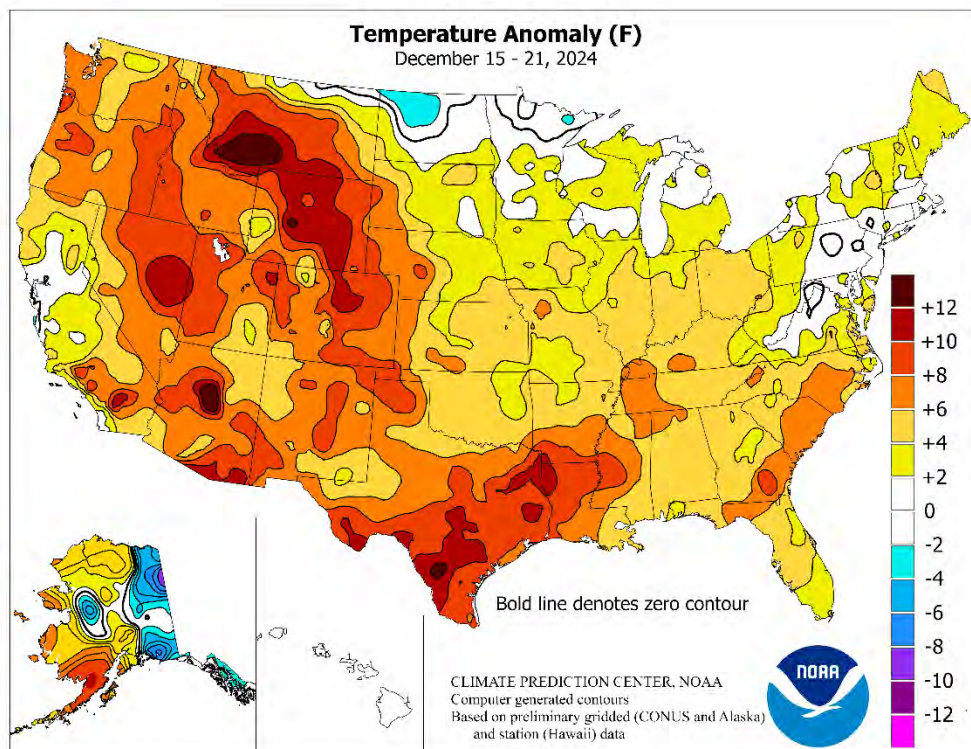 Temperature Anomaly (F)
December 15 - 21, 2024
+12
+10
+8
+6
+4
+2
0
-2
-4
-6
-8
-10
-12
Bold line denotes zero contour
CLIMATE PREDICTION CENTER, NOAA
Computer generated contours
Based on preliminary gridded (CONUS and Alaska)
and station (Hawaii) data
NOAA